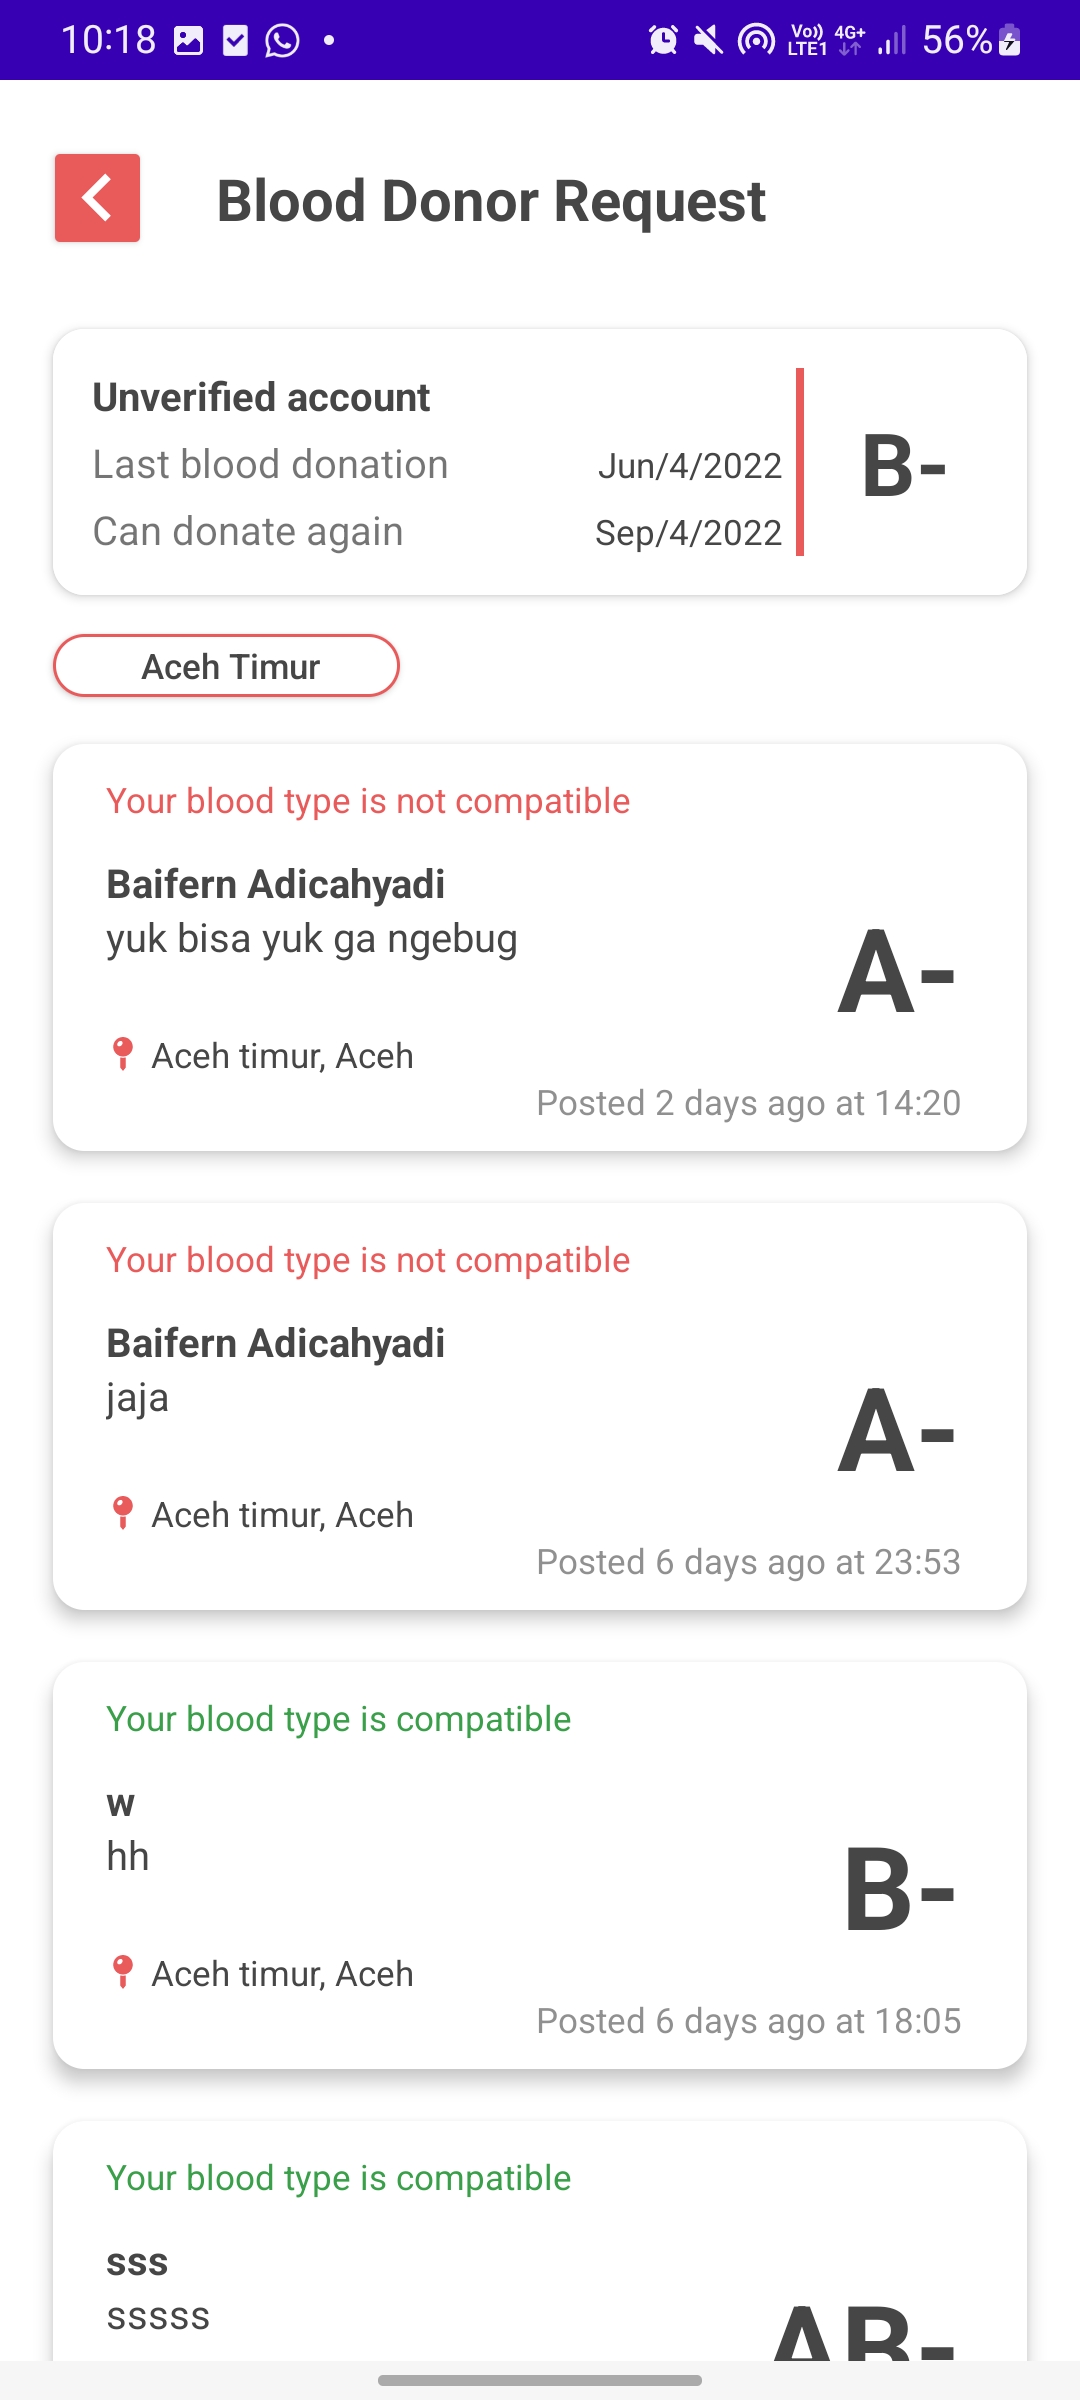 10:18
Vo)) LTE1 4G+ 56%
Blood Donor Request
Unverified account
Last blood donation Jun/4/2022
Can donate again Sep/4/2022
B-
Aceh Timur
Your blood type is not compatible
Baifern Adicahyadi
yuk bisa yuk ga ngebug
A-
Aceh timur, Aceh
Posted 2 days ago at 14:20
Your blood type is not compatible
Baifern Adicahyadi
jaja
A-
Aceh timur, Aceh
Posted 6 days ago at 23:53
Your blood type is compatible
w
hh
B-
Aceh timur, Aceh
Posted 6 days ago at 18:05
Your blood type is compatible
sss
sssss
AB-